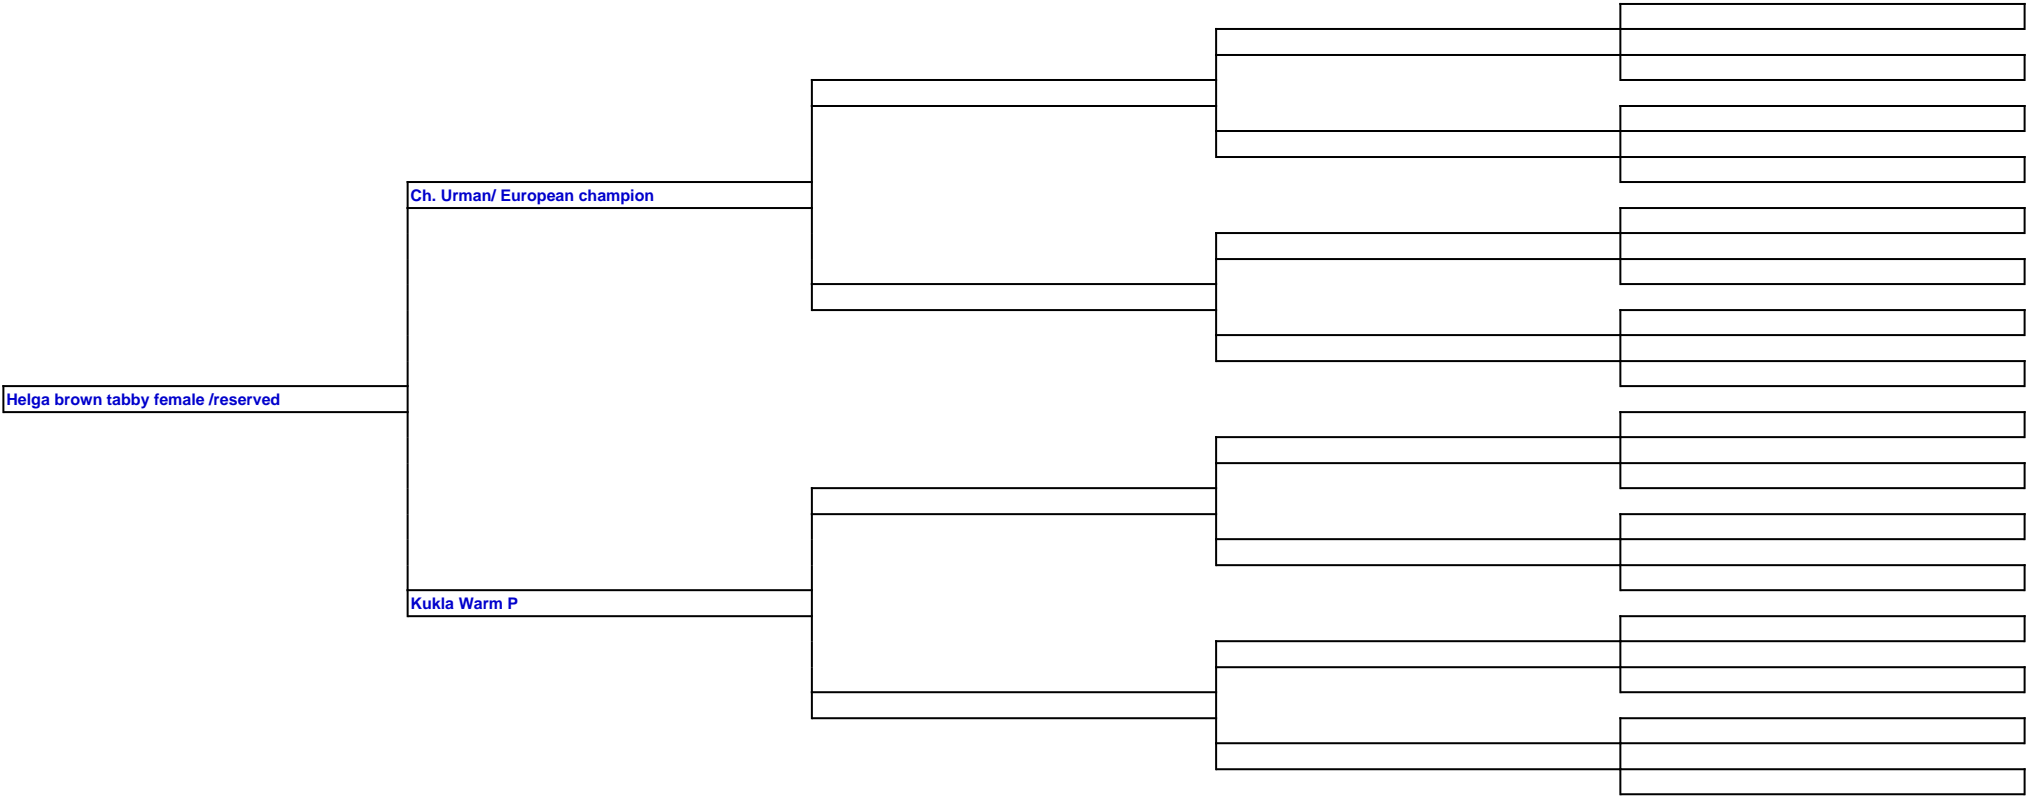 Ch. Urman/ European champion
Helga brown tabby female /reserved
Kukla Warm P